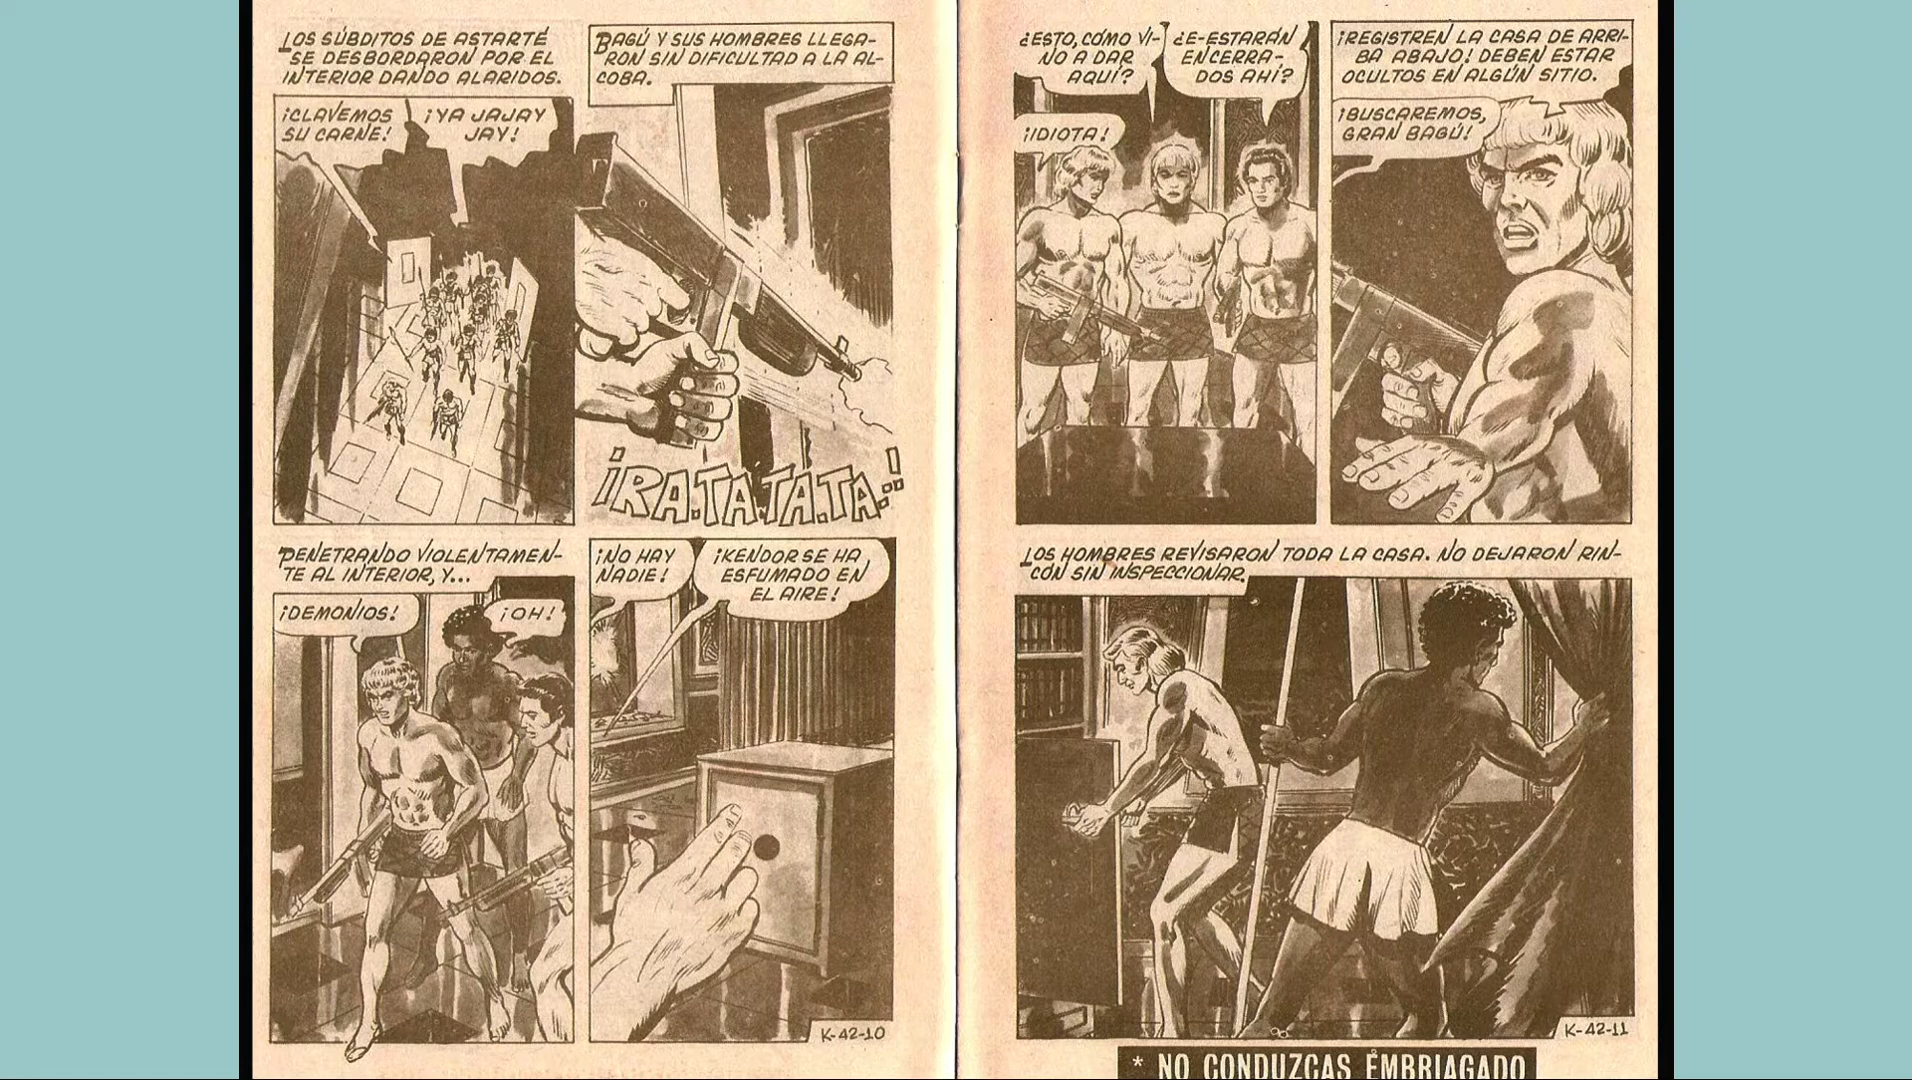 LOS SÚBDITOS DE ASTARTÉ
SE DESBORDARON POR EL
INTERIOR DANDO ALARIDOS.
¡CLAVEMOS
SU CARNE!
¡YA JAJAY
JAY!
BAGÚ Y SUS HOMBRES LLEGA-
RON SIN DIFICULTAD A LA AL-
COBA.
¡RA.TA.TA.TA..!
PENETRANDO VIOLENTAMEN-
TE AL INTERIOR, Y...
¡DEMONIOS!
¡OH!
¡NO HAY
NADIE!
¡KENDOR SE HA
ESFUMADO EN
EL AIRE!
K-42-10
¿ESTO, CÓMO VI-
NO A DAR
AQUÍ?
¿E-ESTARÁN
ENCERRA-
DOS AHÍ?
¡IDIOTA!
¡REGISTREN LA CASA DE ARRI-
BA ABAJO! DEBEN ESTAR
OCULTOS EN ALGÚN SITIO.
¡BUSCAREMOS,
GRAN BAGÚ!
LOS HOMBRES REVISARON TODA LA CASA. NO DEJARON RIN-
CÓN SIN INSPECCIONAR.
K-42-11
* NO CONDUZCAS EMBRIAGADO